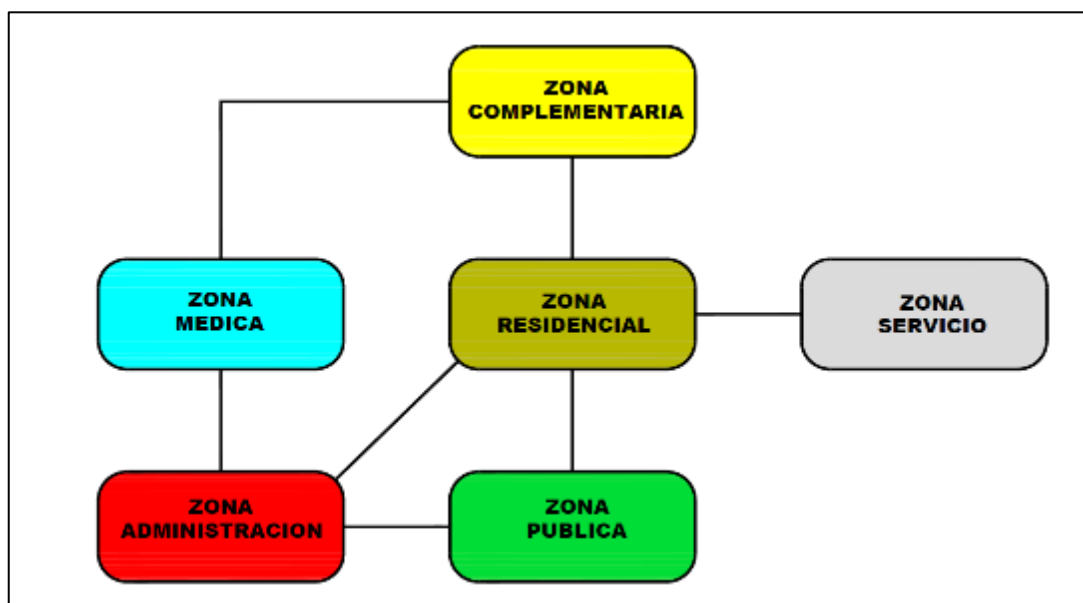 ZONA
COMPLEMENTARIA
ZONA
MEDICA
ZONA
RESIDENCIAL
ZONA
SERVICIO
ZONA
ADMINISTRACION
ZONA
PUBLICA